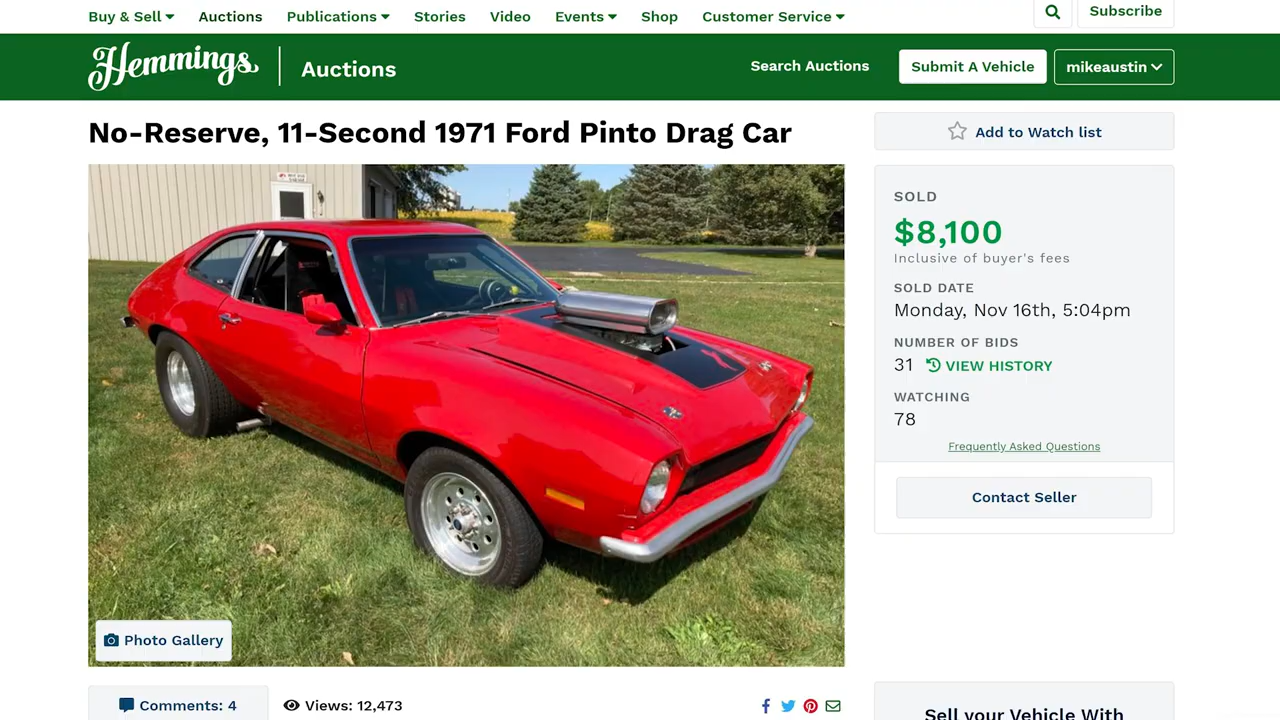 Buy & Sell
Auctions
Publications
Stories
Video
Events
Shop
Customer Service
Subscribe
Hemmings
Auctions
Search Auctions
Submit A Vehicle
mikeaustin
No-Reserve, 11-Second 1971 Ford Pinto Drag Car
Add to Watch list
SOLD
$8,100
Inclusive of buyer's fees
SOLD DATE
Monday, Nov 16th, 5:04pm
NUMBER OF BIDS
31 VIEW HISTORY
WATCHING
78
Frequently Asked Questions
Contact Seller
Photo Gallery
Comments: 4
Views: 12,473
Sell your Vehicle With